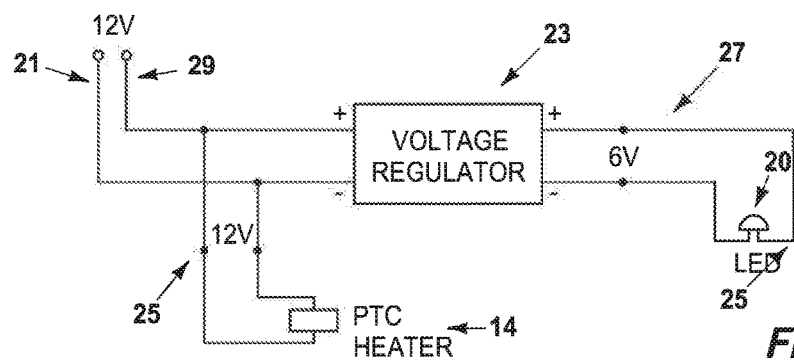 12V
21
29
23
27
+
+
VOLTAGE
REGULATOR
-
-
6V
20
12V
25
LED
25
PTC
HEATER
14